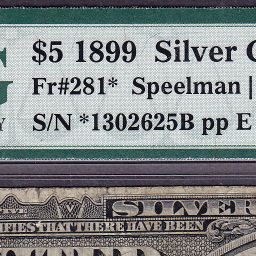 $5 1899 Silver C
Fr#281* Speelman |
S/N *1302625B pp E
SILVER
THAT THERE HAVE BEEN